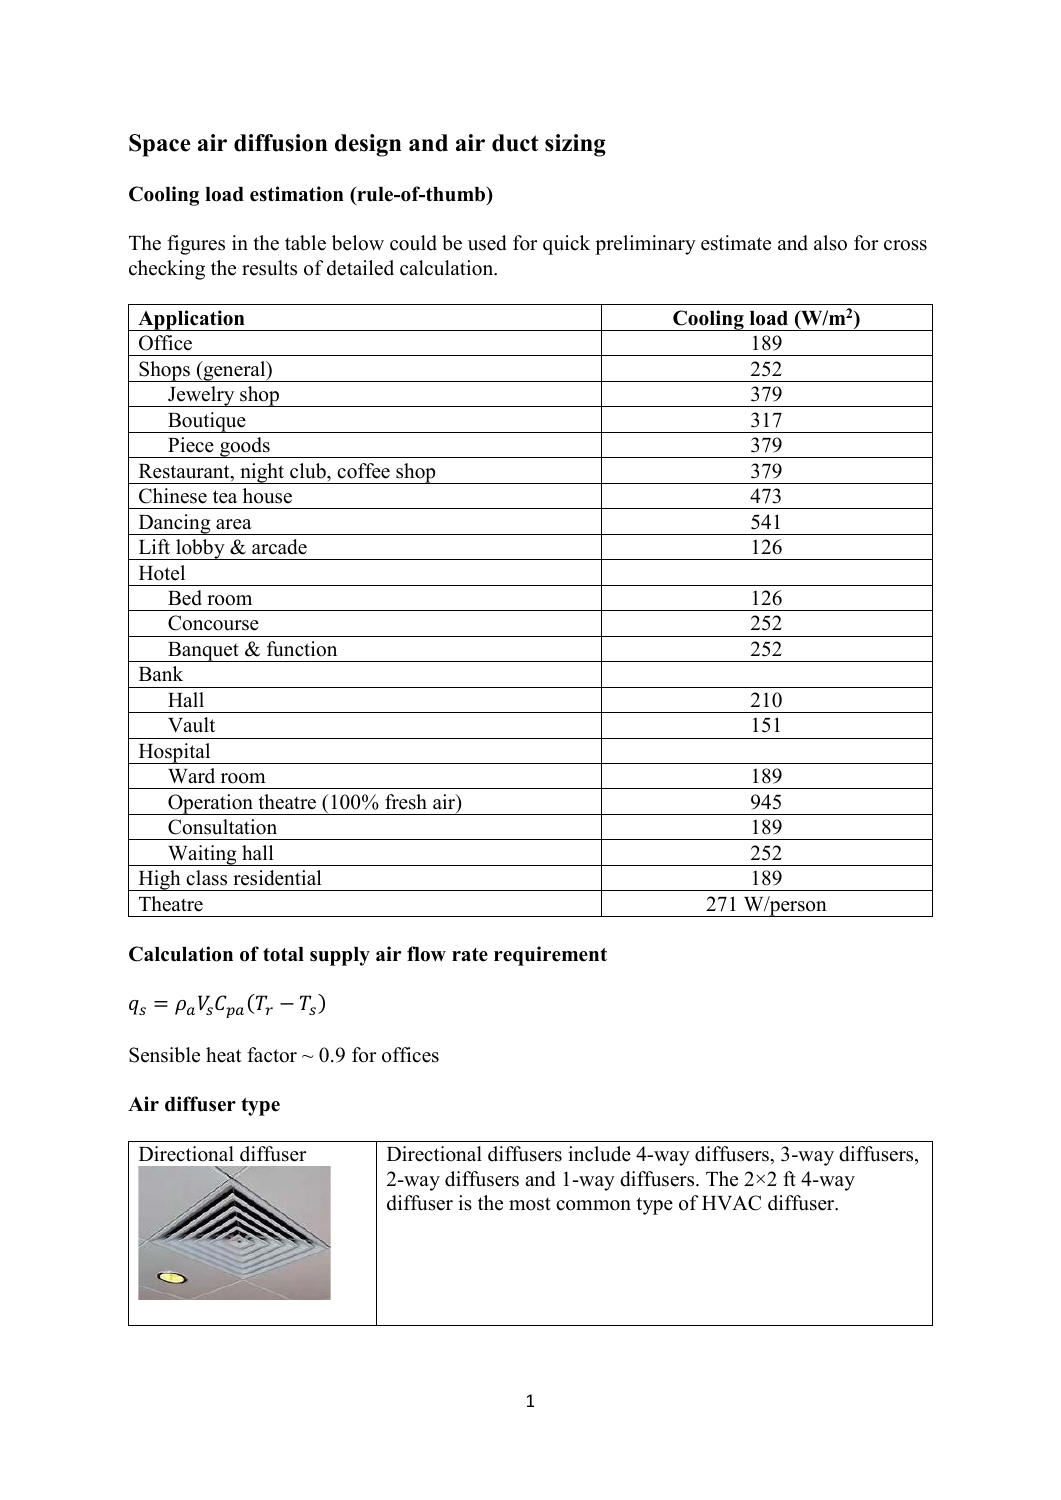 Space air diffusion design and air duct sizing
Cooling load estimation (rule-of-thumb)
The figures in the table below could be used for quick preliminary estimate and also for cross
checking the results of detailed calculation.
Application Cooling load (W/m²)
Office 189
Shops (general) 252
Jewelry shop 379
Boutique 317
Piece goods 379
Restaurant, night club, coffee shop 379
Chinese tea house 473
Dancing area 541
Lift lobby & arcade 126
Hotel
Bed room 126
Concourse 252
Banquet & function 252
Bank
Hall 210
Vault 151
Hospital
Ward room 189
Operation theatre (100% fresh air) 945
Consultation 189
Waiting hall 252
High class residential 189
Theatre 271 W/person
Calculation of total supply air flow rate requirement
qₛ = ρₐVₛCₚₐ(Tᵣ − Tₛ)
Sensible heat factor ~ 0.9 for offices
Air diffuser type
Directional diffuser
Directional diffusers include 4-way diffusers, 3-way diffusers,
2-way diffusers and 1-way diffusers. The 2×2 ft 4-way
diffuser is the most common type of HVAC diffuser.
1